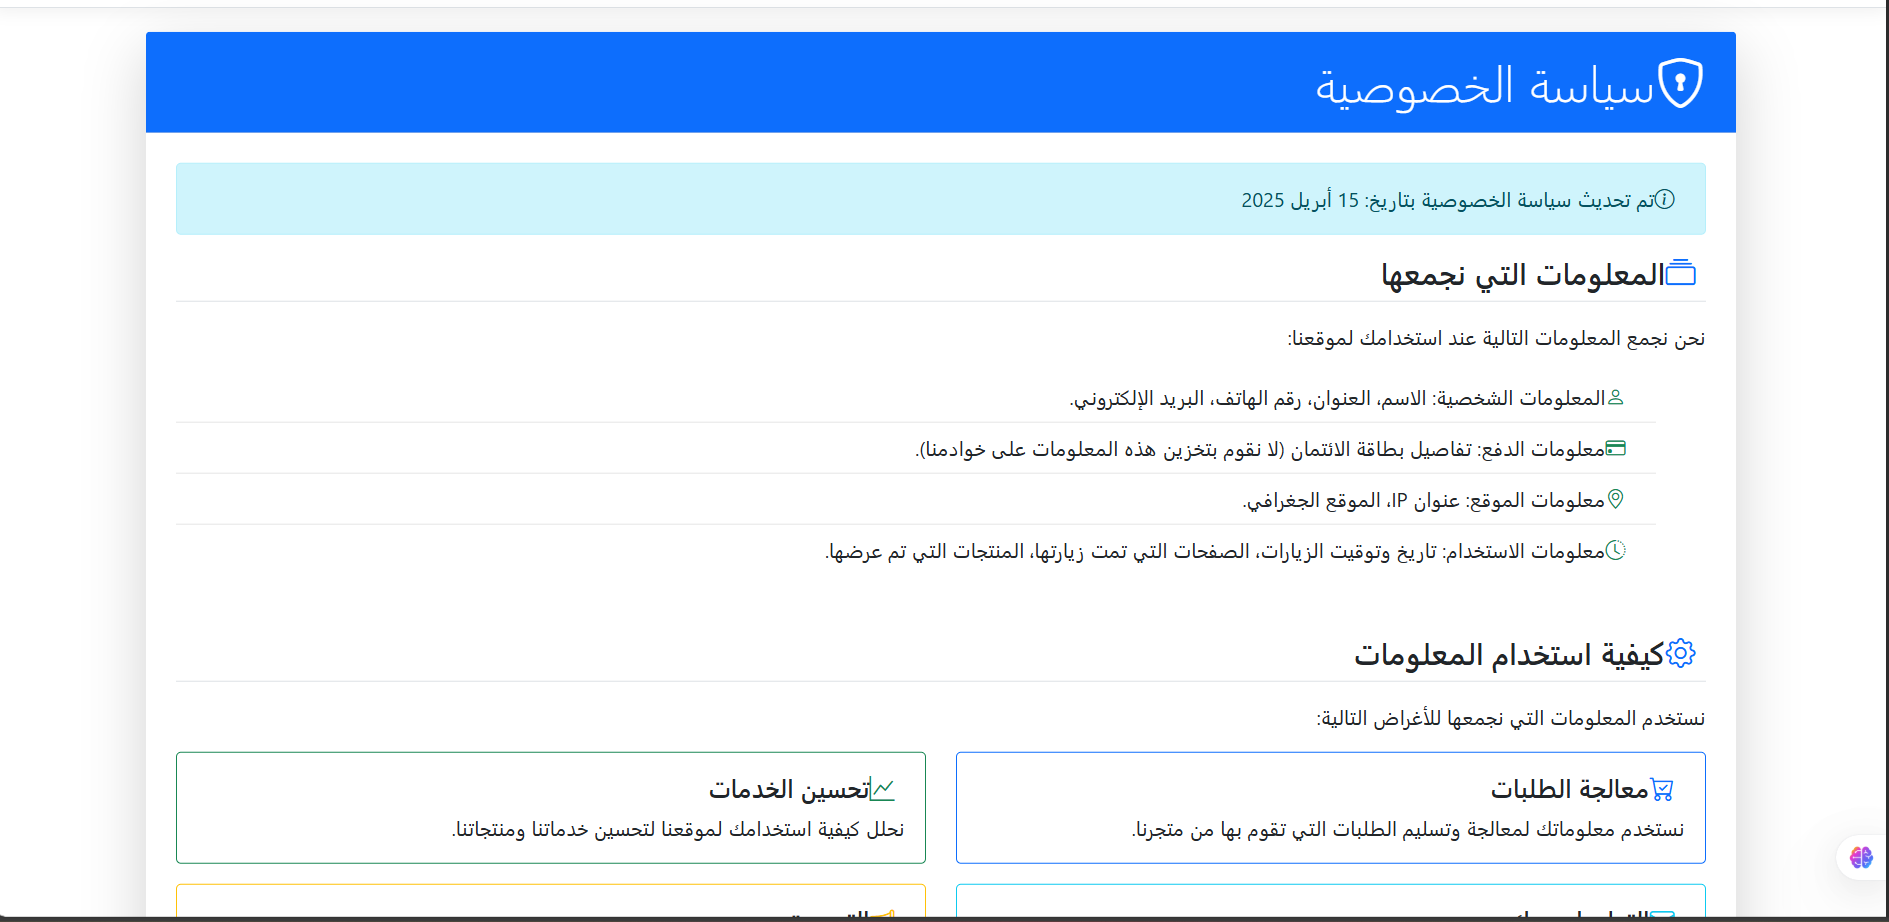 سياسة الخصوصية
تم تحديث سياسة الخصوصية بتاريخ: 15 أبريل 2025
المعلومات التي نجمعها
نحن نجمع المعلومات التالية عند استخدامك لموقعنا:
المعلومات الشخصية: الاسم، العنوان، رقم الهاتف، البريد الإلكتروني.
معلومات الدفع: تفاصيل بطاقة الائتمان (لا نقوم بتخزين هذه المعلومات على خوادمنا).
معلومات الموقع: عنوان IP، الموقع الجغرافي.
معلومات الاستخدام: تاريخ وتوقيت الزيارات، الصفحات التي تمت زيارتها، المنتجات التي تم عرضها.
كيفية استخدام المعلومات
نستخدم المعلومات التي نجمعها للأغراض التالية:
معالجة الطلبات
نستخدم معلوماتك لمعالجة وتسليم الطلبات التي تقوم بها من متجرنا.
تحسين الخدمات
نحلل كيفية استخدامك لموقعنا لتحسين خدماتنا ومنتجاتنا.